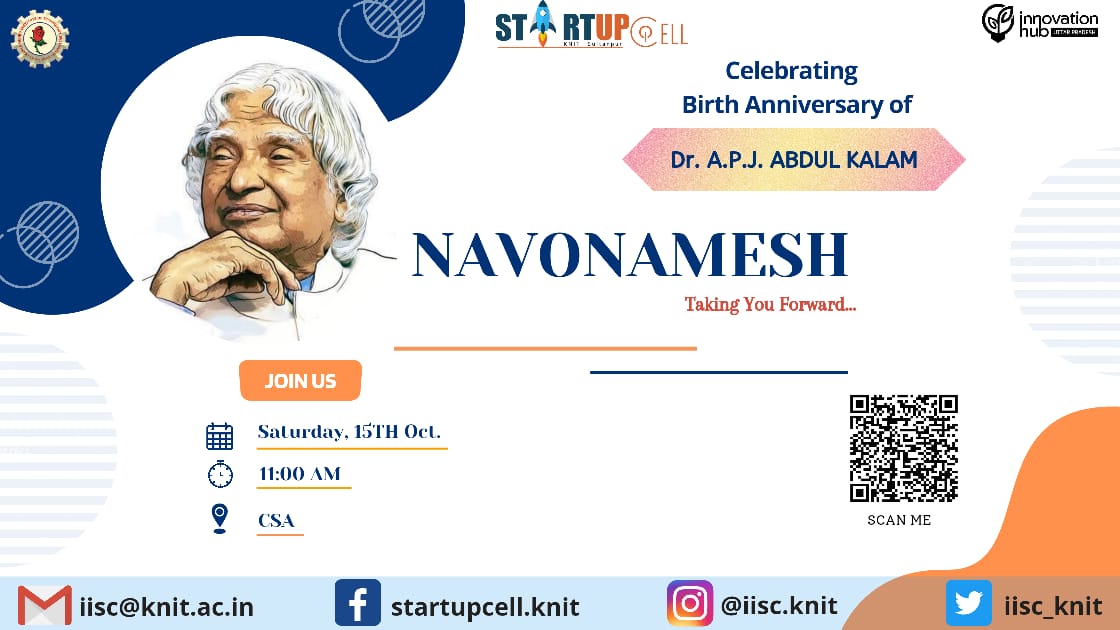 STARTUP CELL
KNIT Sultanpur
innovation
hub UTTAR PRADESH
Celebrating
Birth Anniversary of
Dr. A.P.J. ABDUL KALAM
NAVONAMESH
Taking You Forward...
JOIN US
Saturday, 15TH Oct.
11:00 AM
CSA
SCAN ME
iisc@knit.ac.in
startupcell.knit
@iisc.knit
iisc_knit